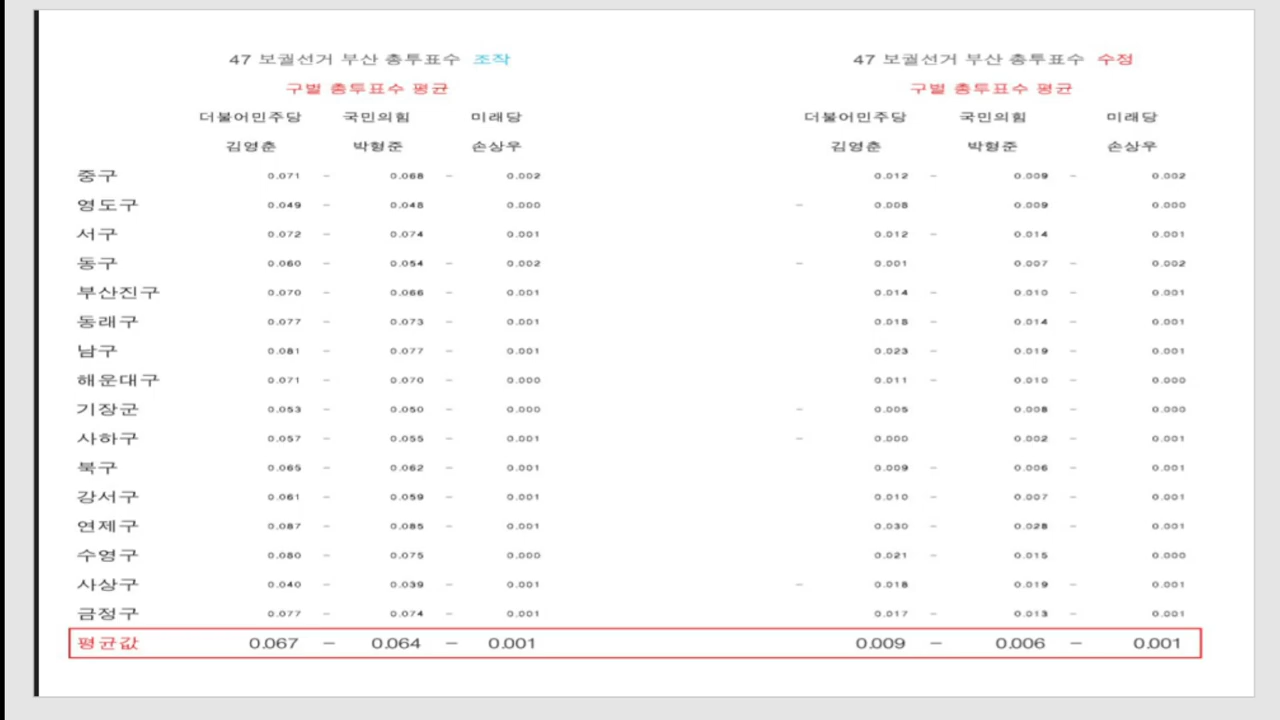 47 보궐선거 부산 총투표수 조작 47 보궐선거 부산 총투표수 수정
구별 총투표수 평균 구별 총투표수 평균
더불어민주당 국민의힘 미래당 더불어민주당 국민의힘 미래당
김영춘 박형준 손상우 김영춘 박형준 손상우
중구 0.071 - 0.068 - 0.002 0.012 - 0.009 - 0.002
영도구 0.049 - 0.048 0.000 - 0.008 0.009 0.000
서구 0.072 - 0.074 0.001 0.012 - 0.014 0.001
동구 0.060 - 0.054 - 0.002 - 0.001 0.007 - 0.002
부산진구 0.070 - 0.066 - 0.001 0.014 - 0.010 - 0.001
동래구 0.077 - 0.073 - 0.001 0.018 - 0.014 - 0.001
남구 0.081 - 0.077 - 0.001 0.023 - 0.019 - 0.001
해운대구 0.071 - 0.070 - 0.000 0.011 - 0.010 - 0.000
기장군 0.053 - 0.050 - 0.000 - 0.005 0.008 - 0.000
사하구 0.057 - 0.055 - 0.001 - 0.000 0.002 - 0.001
북구 0.065 - 0.062 - 0.001 0.009 - 0.006 - 0.001
강서구 0.061 - 0.059 - 0.001 0.010 - 0.007 - 0.001
연제구 0.087 - 0.085 - 0.001 0.030 - 0.028 - 0.001
수영구 0.080 - 0.075 - 0.000 0.021 - 0.015 - 0.000
사상구 0.040 - 0.039 - 0.001 - 0.018 0.019 - 0.001
금정구 0.077 - 0.074 - 0.001 0.017 - 0.013 - 0.001
평균값 0.067 - 0.064 - 0.001 0.009 - 0.006 - 0.001